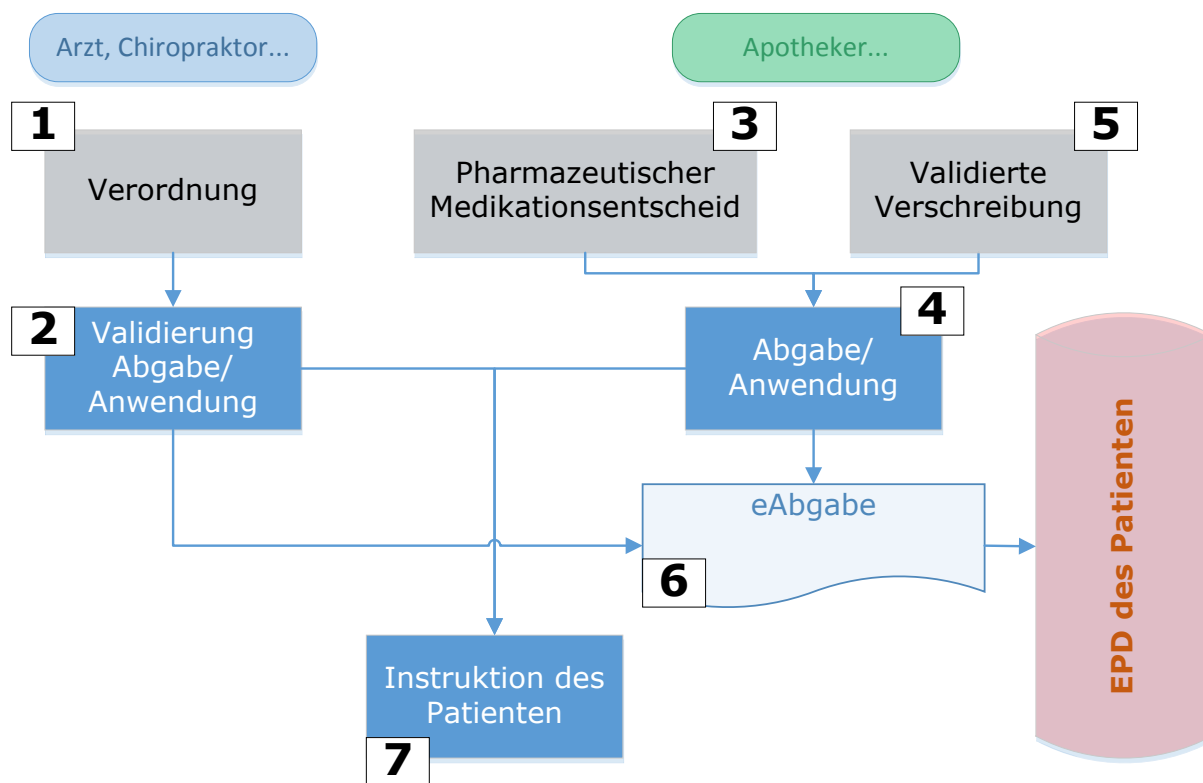 Arzt, Chiropraktor...
Apotheker...
1
Verordnung
3
Pharmazeutischer
Medikationsentscheid
5
Validierte
Verschreibung
2
Validierung
Abgabe/
Anwendung
4
Abgabe/
Anwendung
eAbgabe
6
Instruktion des
Patienten
7
EPD des Patienten